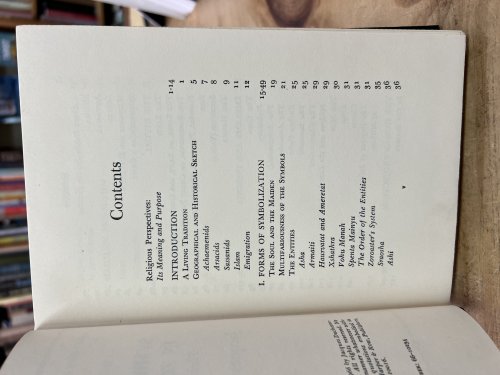 Contents
Religious Perspectives:
Its Meaning and Purpose
INTRODUCTION 1-14
A LIVING TRADITION 1
GEOGRAPHICAL AND HISTORICAL SKETCH 5
Achaemenids 7
Arsacids 8
Sassanids 9
Islam 11
Emigration 12
I. FORMS OF SYMBOLIZATION 15-49
THE SOUL AND THE MAIDEN 19
MULTIFARIOUSNESS OF THE SYMBOLS 21
THE ENTITIES 25
Asha 25
Armaiti 29
Haurvatat and Ameretat 29
Xshathra 30
Vohu Manah 31
Spenta Mainyu 31
The Order of the Entities 31
Zoroaster's System 35
Sraosha 36
Ashi 36
v